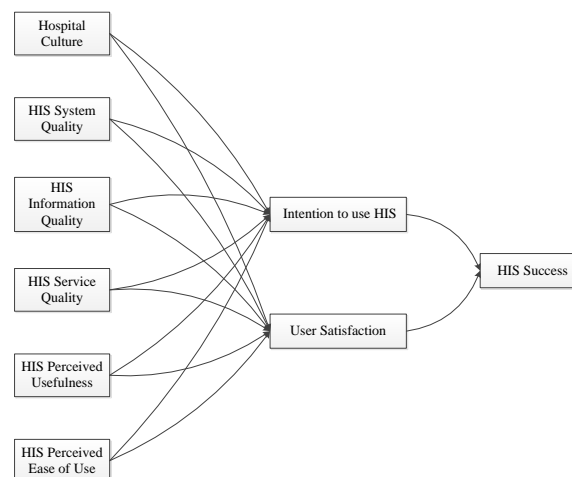 Hospital
Culture
HIS System
Quality
HIS
Information
Quality
HIS Service
Quality
HIS Perceived
Usefulness
HIS Perceived
Ease of Use
Intention to use HIS
User Satisfaction
HIS Success